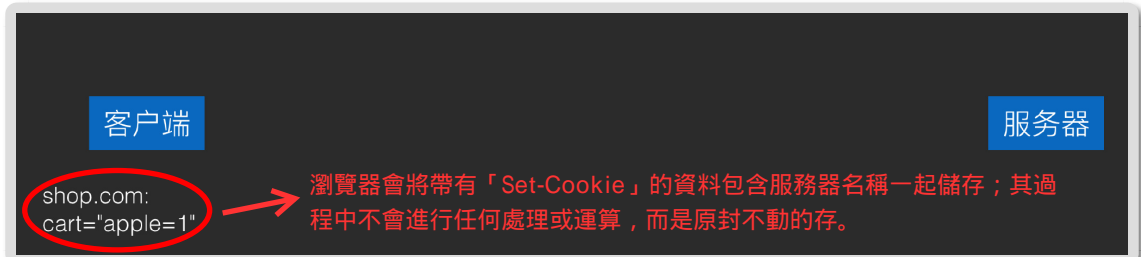 客户端
服务器
shop.com:
cart="apple=1"
瀏覽器會將帶有「Set-Cookie」的資料包含服務器名稱一起儲存；其過
程中不會進行任何處理或運算，而是原封不動的存。